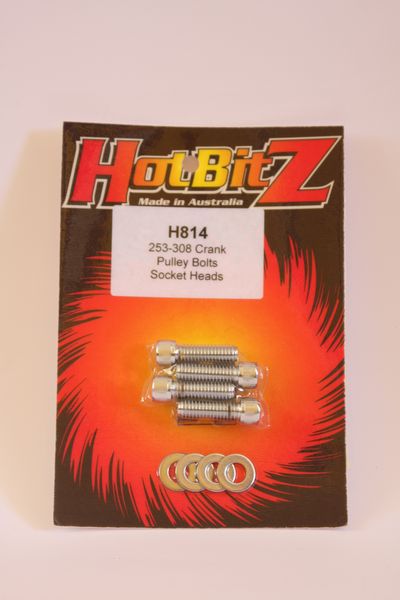 HotBitZ
Made in Australia
H814
253-308 Crank
Pulley Bolts
Socket Heads